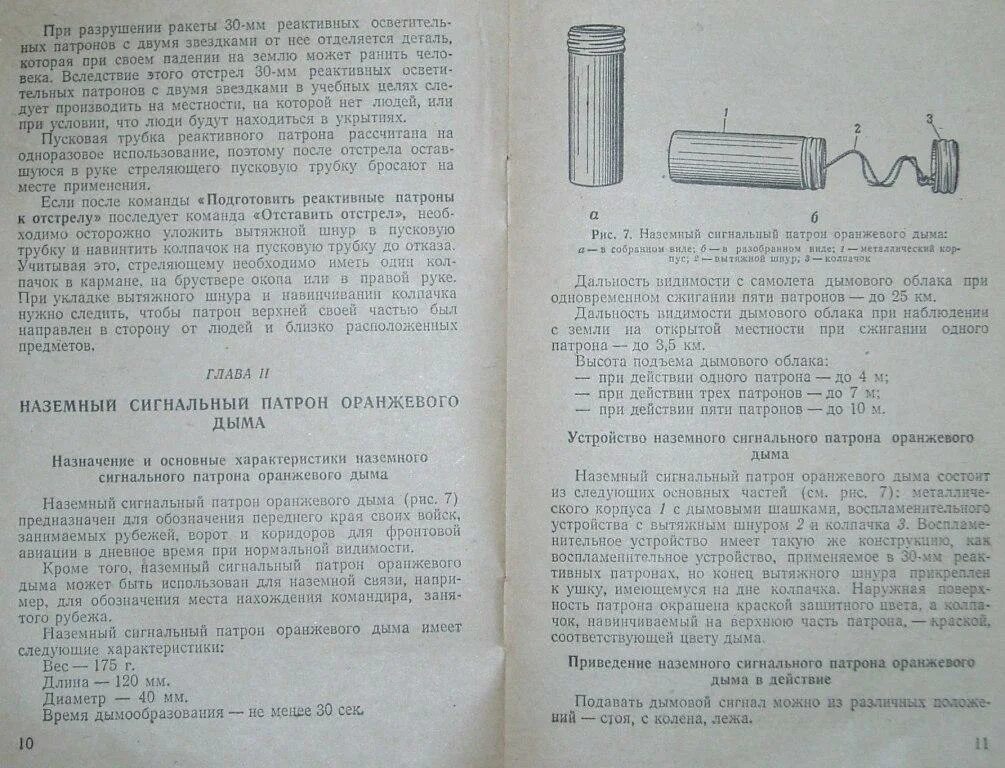 При разрушении ракеты 30-мм реактивных осветитель-
ных патронов с двумя звездками от нее отделяется деталь,
которая при своем падении на землю может ранить чело-
века. Вследствие этого отстрел 30-мм реактивных освети-
тельных патронов с двумя звездками в учебных целях сле-
дует производить на местности, на которой нет людей, или
при условии, что люди будут находиться в укрытиях.
Пусковая трубка реактивного патрона рассчитана на
одноразовое использование, поэтому после отстрела остав-
шуюся в руке стреляющего пусковую трубку бросают на
месте применения.
Если после команды «Подготовить реактивные патроны
к отстрелу» последует команда «Отставить отстрел», необ-
ходимо осторожно уложить вытяжной шнур в пусковую
трубку и навинтить колпачок на пусковую трубку до отказа.
Учитывая это, стреляющему необходимо иметь один кол-
пачок в кармане, на бруствере окопа или в правой руке.
При укладке вытяжного шнура и навинчивании колпачка
нужно следить, чтобы патрон верхней своей частью был
направлен в сторону от людей и близко расположенных
предметов.
ГЛАВА II
НАЗЕМНЫЙ СИГНАЛЬНЫЙ ПАТРОН ОРАНЖЕВОГО
ДЫМА
Назначение и основные характеристики наземного
сигнального патрона оранжевого дыма
Наземный сигнальный патрон оранжевого дыма (рис. 7)
предназначен для обозначения переднего края своих войск,
занимаемых рубежей, ворот и коридоров для фронтовой
авиации в дневное время при нормальной видимости.
Кроме того, наземный сигнальный патрон оранжевого
дыма может быть использован для наземной связи, напри-
мер, для обозначения места нахождения командира, заня-
того рубежа.
Наземный сигнальный патрон оранжевого дыма имеет
следующие характеристики:
Вес — 175 г.
Длина — 120 мм.
Диаметр — 40 мм.
Время дымообразования — не менее 30 сек.
10
1
2
3
а
б
Рис. 7. Наземный сигнальный патрон оранжевого дыма:
а — в собранном виде; б — в разобранном виде; 1 — металлический кор-
пус; 2 — вытяжной шнур; 3 — колпачок
Дальность видимости с самолета дымового облака при
одновременном сжигании пяти патронов — до 25 км.
Дальность видимости дымового облака при наблюдении
с земли на открытой местности при сжигании одного
патрона — до 3,5 км.
Высота подъема дымового облака:
— при действии одного патрона — до 4 м;
— при действии трех патронов — до 7 м;
— при действии пяти патронов — до 10 м.
Устройство наземного сигнального патрона оранжевого
дыма
Наземный сигнальный патрон оранжевого дыма состоит
из следующих основных частей (см. рис. 7): металличес-
кого корпуса 1 с дымовыми шашками, воспламенительного
устройства с вытяжным шнуром 2 и колпачка 3. Воспламе-
нительное устройство имеет такую же конструкцию, как
воспламенительное устройство, применяемое в 30-мм реак-
тивных патронах, но конец вытяжного шнура прикреплен
к ушку, имеющемуся на дне колпачка. Наружная поверх-
ность патрона окрашена краской защитного цвета, а колпа-
чок, навинчиваемый на верхнюю часть патрона, — краской,
соответствующей цвету дыма.
Приведение наземного сигнального патрона оранжевого
дыма в действие
Подавать дымовой сигнал можно из различных положе-
ний — стоя, с колена, лежа.
11